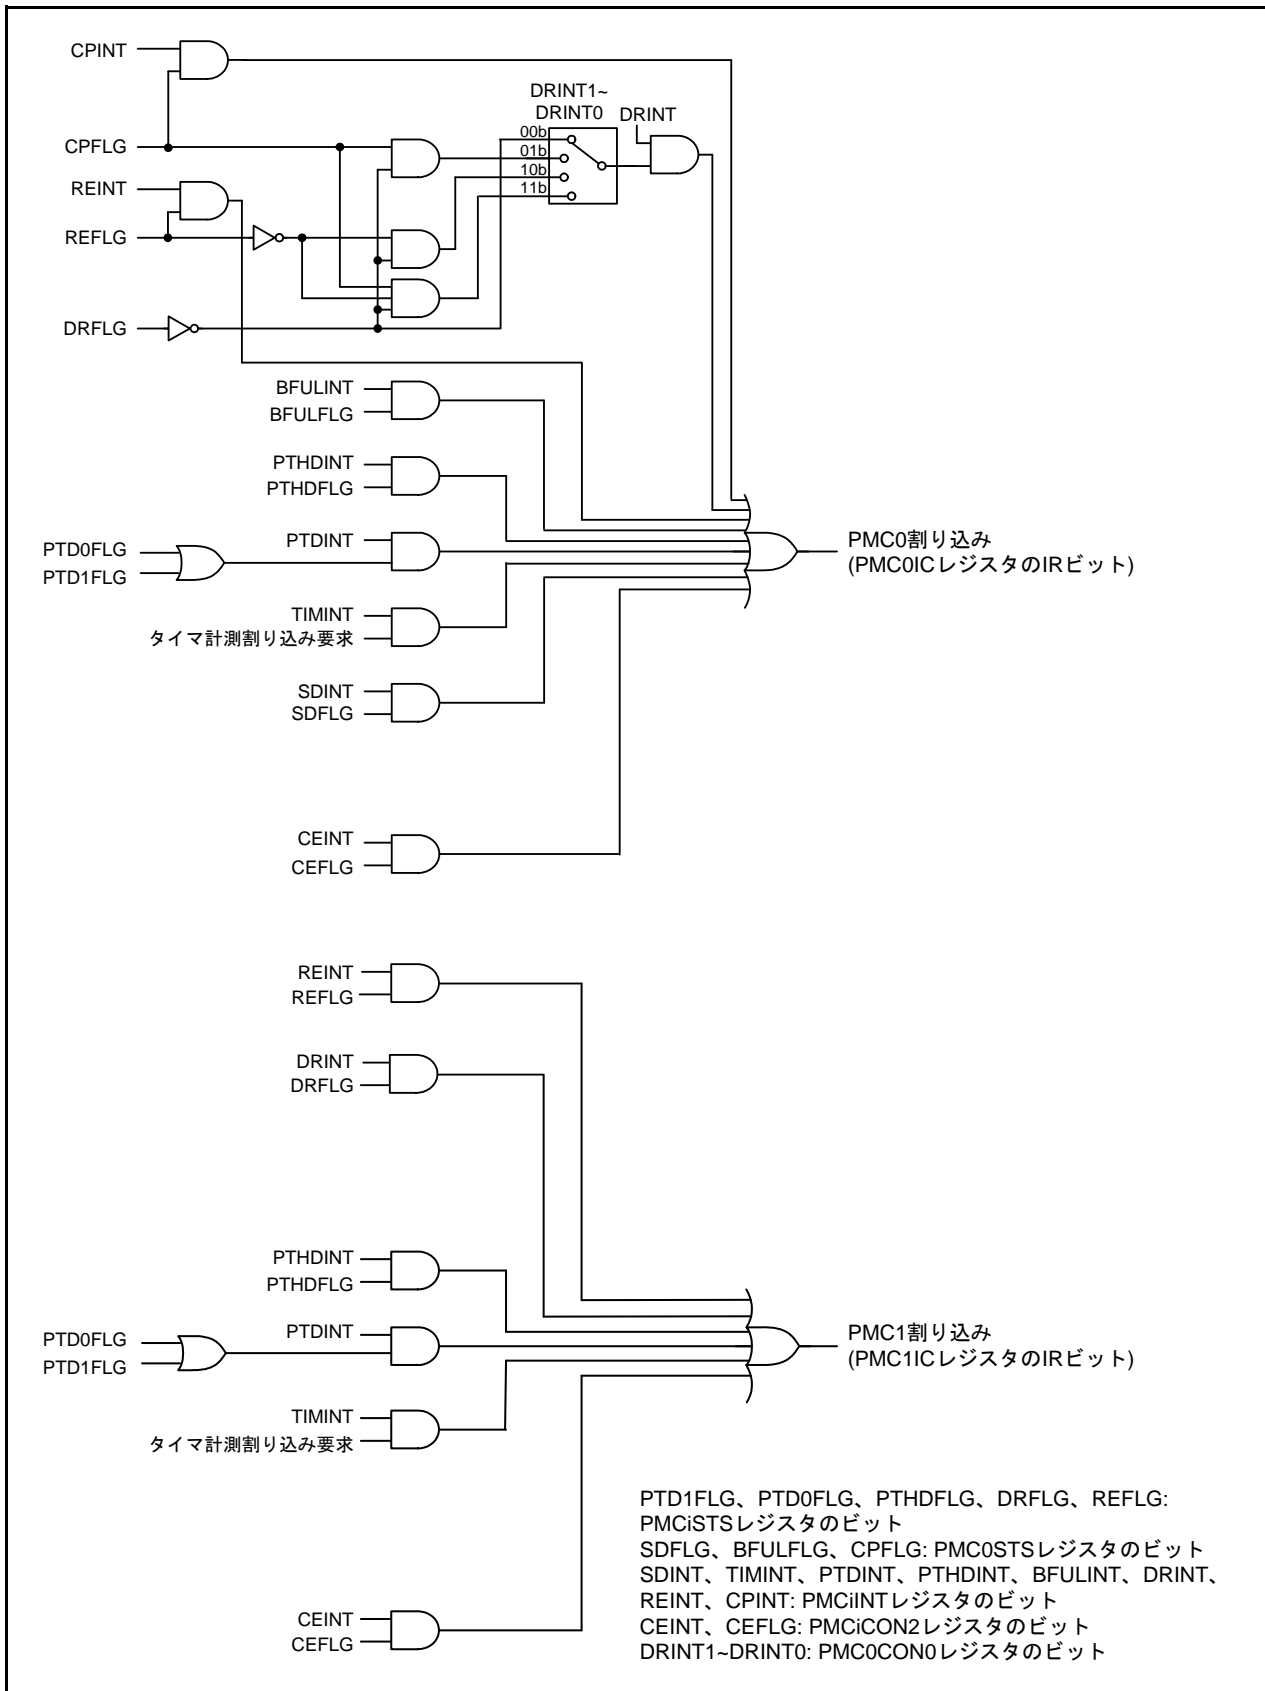 CPINT
CPFLG
REINT
REFLG
DRFLG
DRINT1~
DRINT0
DRINT
00b
01b
10b
11b
BFULINT
BFULFLG
PTHDINT
PTHDFLG
PTD0FLG
PTD1FLG
PTDINT
TIMINT
タイマ計測割り込み要求
SDINT
SDFLG
CEINT
CEFLG
PMC0割り込み
(PMC0ICレジスタのIRビット)
REINT
REFLG
DRINT
DRFLG
PTHDINT
PTHDFLG
PTD0FLG
PTD1FLG
PTDINT
TIMINT
タイマ計測割り込み要求
CEINT
CEFLG
PMC1割り込み
(PMC1ICレジスタのIRビット)
PTD1FLG、PTD0FLG、PTHDFLG、DRFLG、REFLG:
PMCiSTSレジスタのビット
SDFLG、BFULFLG、CPFLG: PMC0STSレジスタのビット
SDINT、TIMINT、PTDINT、PTHDINT、BFULINT、DRINT、
REINT、CPINT: PMCiINTレジスタのビット
CEINT、CEFLG: PMCiCON2レジスタのビット
DRINT1~DRINT0: PMC0CON0レジスタのビット